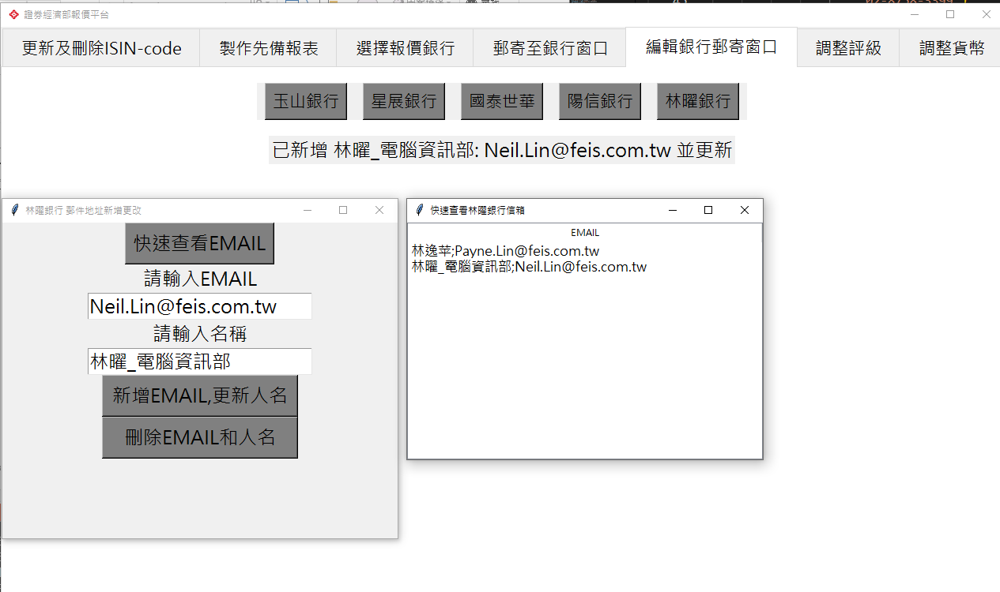 證券經濟部報價平台
更新及刪除ISIN-code 製作先備報表 選擇報價銀行 郵寄至銀行窗口 編輯銀行郵寄窗口 調整評級 調整貨幣
玉山銀行 星展銀行 國泰世華 陽信銀行 林曜銀行
已新增 林曜_電腦資訊部: Neil.Lin@feis.com.tw 並更新
林曜銀行 郵件地址新增更改
快速查看EMAIL
請輸入EMAIL
Neil.Lin@feis.com.tw
請輸入名稱
林曜_電腦資訊部
新增EMAIL,更新人名
刪除EMAIL和人名
快速查看林曜銀行信箱
EMAIL
林逸苹;Payne.Lin@feis.com.tw
林曜_電腦資訊部;Neil.Lin@feis.com.tw